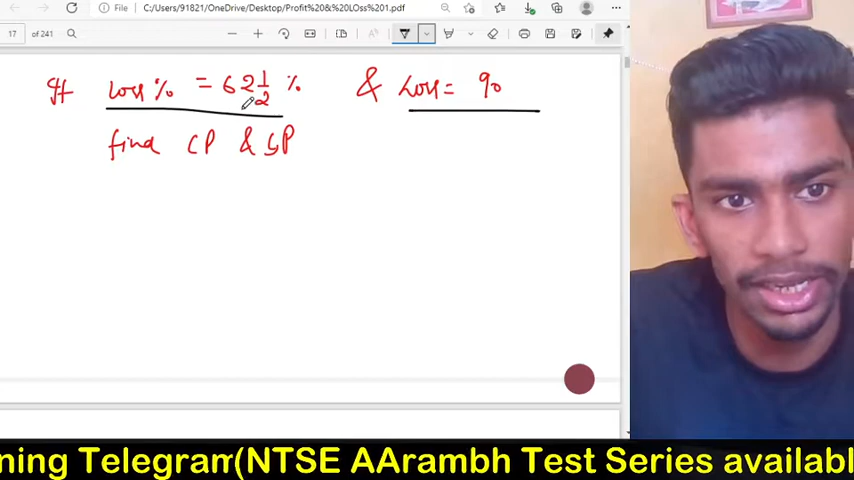 File | C:/Users/91821/OneDrive/Desktop/Profit%20&%20LOss%201.pdf
17 of 241
If Loss % = 62 1/2 % & Loss = 90
find CP & SP
ning Telegram(NTSE AArambh Test Series availabl